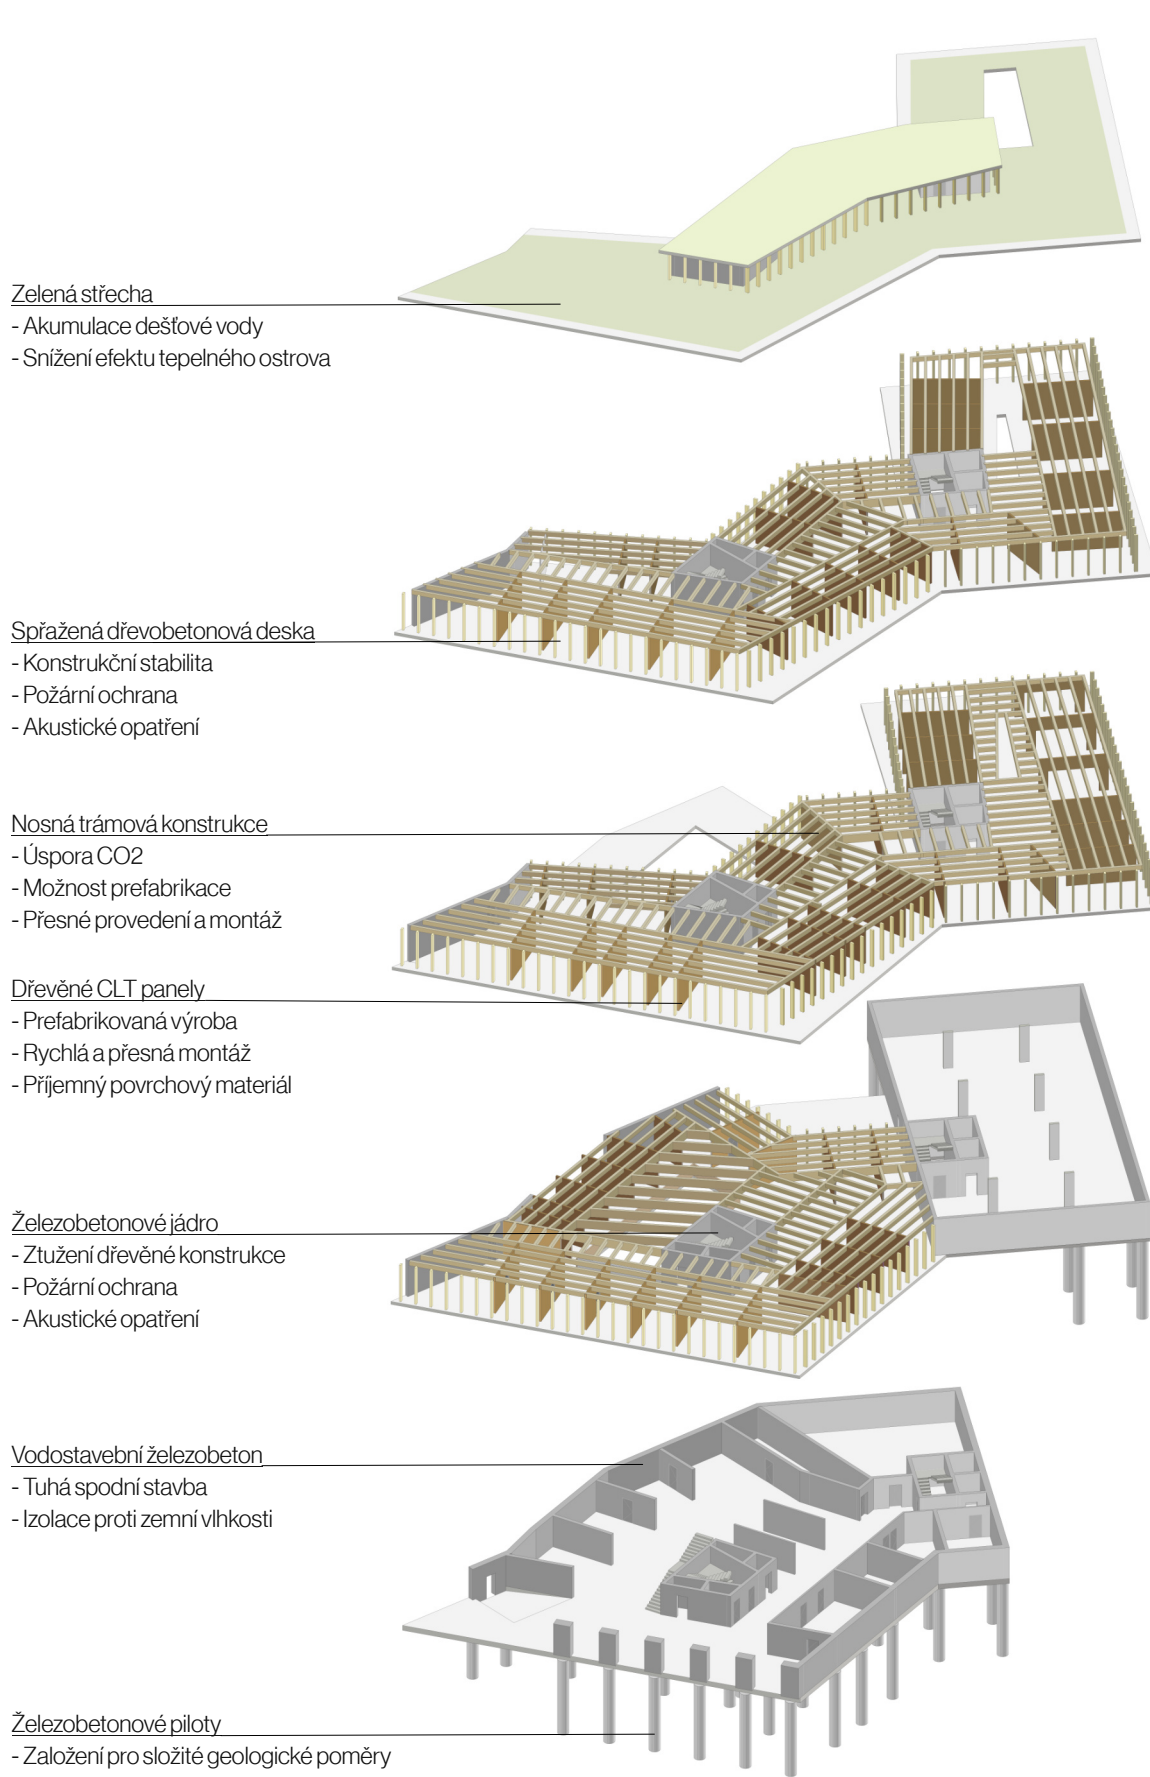 Zelená střecha
- Akumulace dešťové vody
- Snížení efektu tepelného ostrova
Spřažená dřevobetonová deska
- Konstrukční stabilita
- Požární ochrana
- Akustické opatření
Nosná trámová konstrukce
- Úspora CO2
- Možnost prefabrikace
- Přesné provedení a montáž
Dřevěné CLT panely
- Prefabrikovaná výroba
- Rychlá a přesná montáž
- Příjemný povrchový materiál
Železobetonové jádro
- Ztužení dřevěné konstrukce
- Požární ochrana
- Akustické opatření
Vodostavební železobeton
- Tuhá spodní stavba
- Izolace proti zemní vlhkosti
Železobetonové piloty
- Založení pro složité geologické poměry